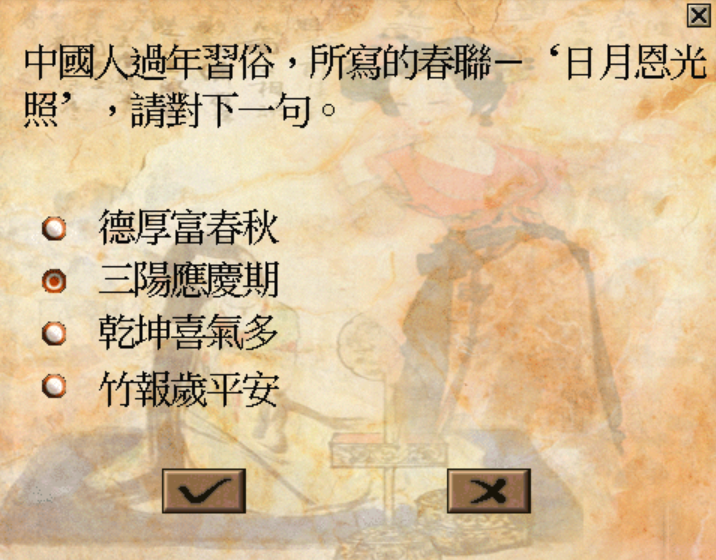 中國人過年習俗，所寫的春聯－‘日月恩光
照’，請對下一句。
德厚富春秋
三陽應慶期
乾坤喜氣多
竹報歲平安